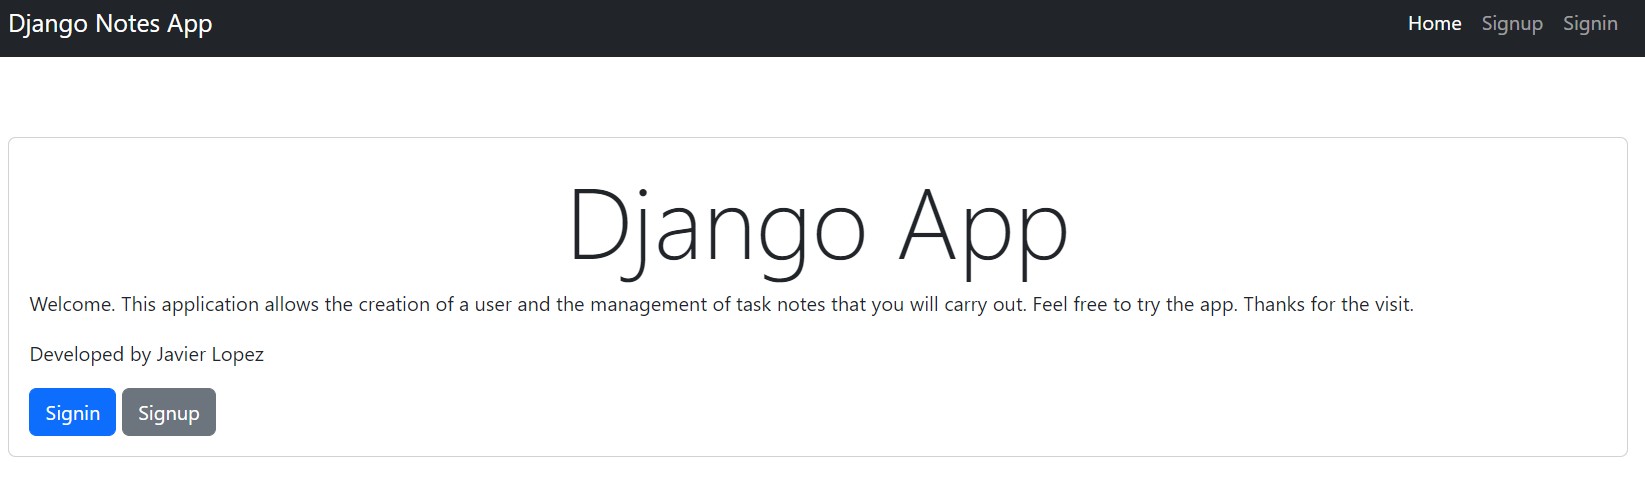 Django Notes App Home Signup Signin
Django App
Welcome. This application allows the creation of a user and the management of task notes that you will carry out. Feel free to try the app. Thanks for the visit.
Developed by Javier Lopez
Signin Signup